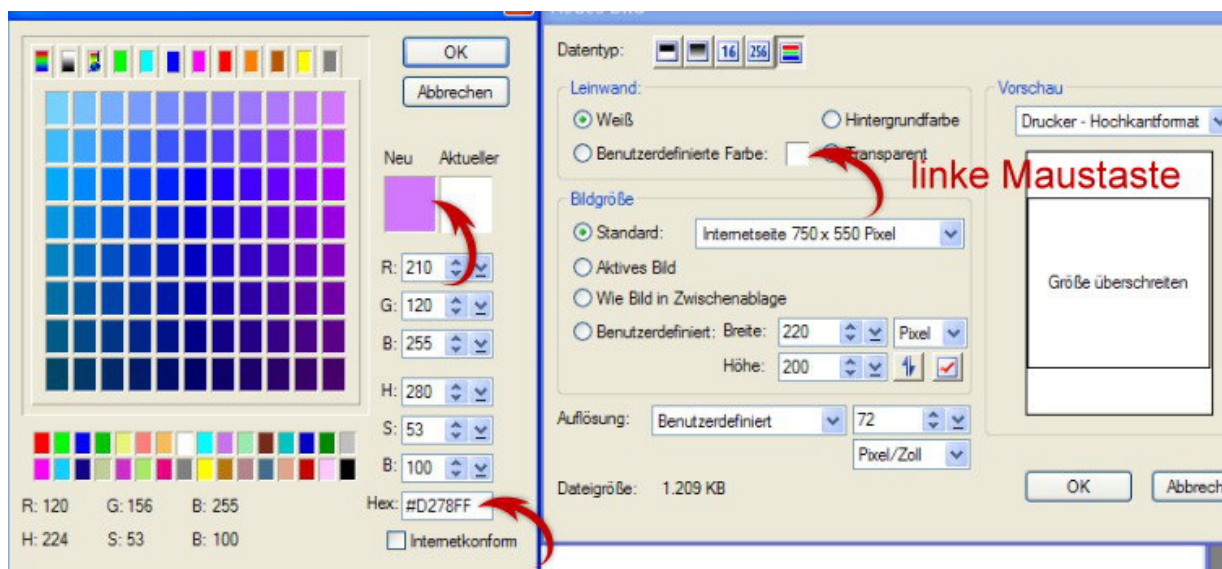 OK
Abbrechen
Neu Aktueller
R: 210
G: 120
B: 255
H: 280
S: 53
B: 100
Hex: #D278FF
Internetkonform
R: 120 G: 156 B: 255
H: 224 S: 53 B: 100
Datentyp: 16 256
Leinwand:
Weiß Hintergrundfarbe
Benutzerdefinierte Farbe: Transparent
linke Maustaste
Bildgröße
Standard: Internetseite 750 x 550 Pixel
Aktives Bild
Wie Bild in Zwischenablage
Benutzerdefiniert: Breite: 220 Pixel
Höhe: 200
Auflösung: Benutzerdefiniert 72
Pixel/Zoll
Dateigröße: 1.209 KB
Vorschau
Drucker - Hochkantformat
Größe überschreiten
OK Abbrech